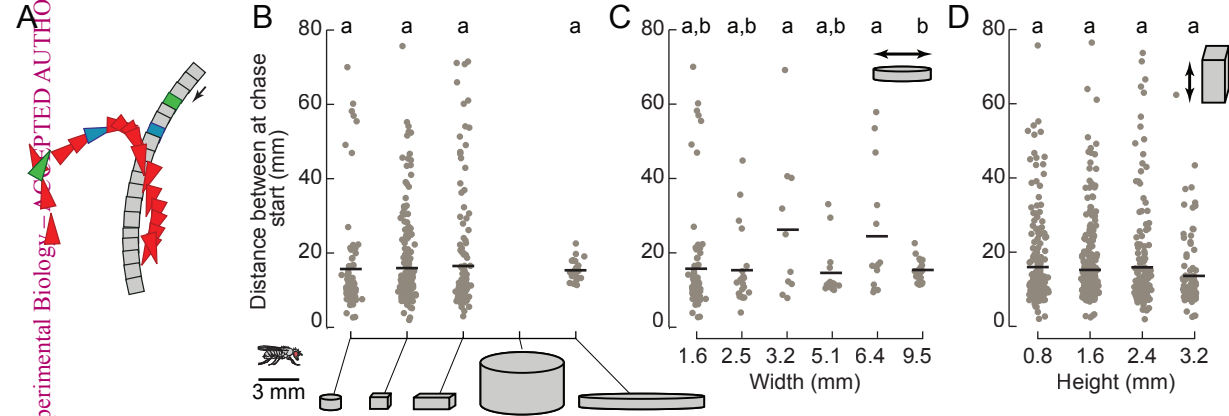 perimental Biology – ACCEPTED AUTHO
A
B
Distance between at chase
start (mm)
80
60
40
20
0
a a a a
3 mm
C
80
60
40
20
0
a,b a,b a a,b a b
1.6 2.5 3.2 5.1 6.4 9.5
Width (mm)
D
80
60
40
20
0
a a a a
0.8 1.6 2.4 3.2
Height (mm)